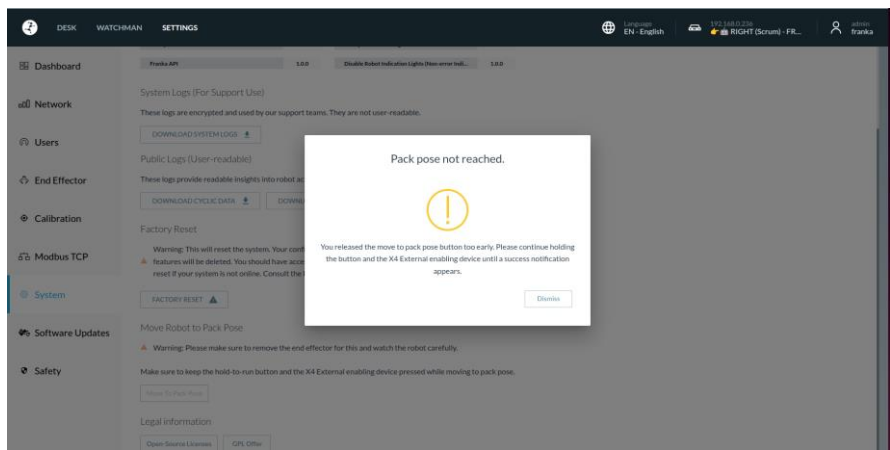 DESK WATCHMAN SETTINGS
Language
EN - English
192.168.0.236
RIGHT (Scrum) - FR...
admin
franka
Dashboard
Network
Users
End Effector
Calibration
Modbus TCP
System
Software Updates
Safety
Franka API 1.0.0 Disable Robot Indication Lights (Non-error Indi... 1.0.0
System Logs (For Support Use)
These logs are encrypted and used by our support teams. They are not user-readable.
DOWNLOAD SYSTEM LOGS
Public Logs (User-readable)
These logs provide readable insights into robot
DOWNLOAD CYCLIC DATA
Factory Reset
Warning: This will reset the system. Your
features will be deleted. You should have
reset if your system is not online. Consult the
FACTORY RESET
Move Robot to Pack Pose
Warning: Please make sure to remove the end effector for this and watch the robot carefully.
Make sure to keep the hold-to-run button and the X4 External enabling device pressed while moving to pack pose.
Move to Pack Pose
Legal information
Open Source Licenses GPL Offer
Pack pose not reached.
You released the move to pack pose button too early. Please continue holding
the button and the X4 External enabling device until a success notification
appears.
Dismiss